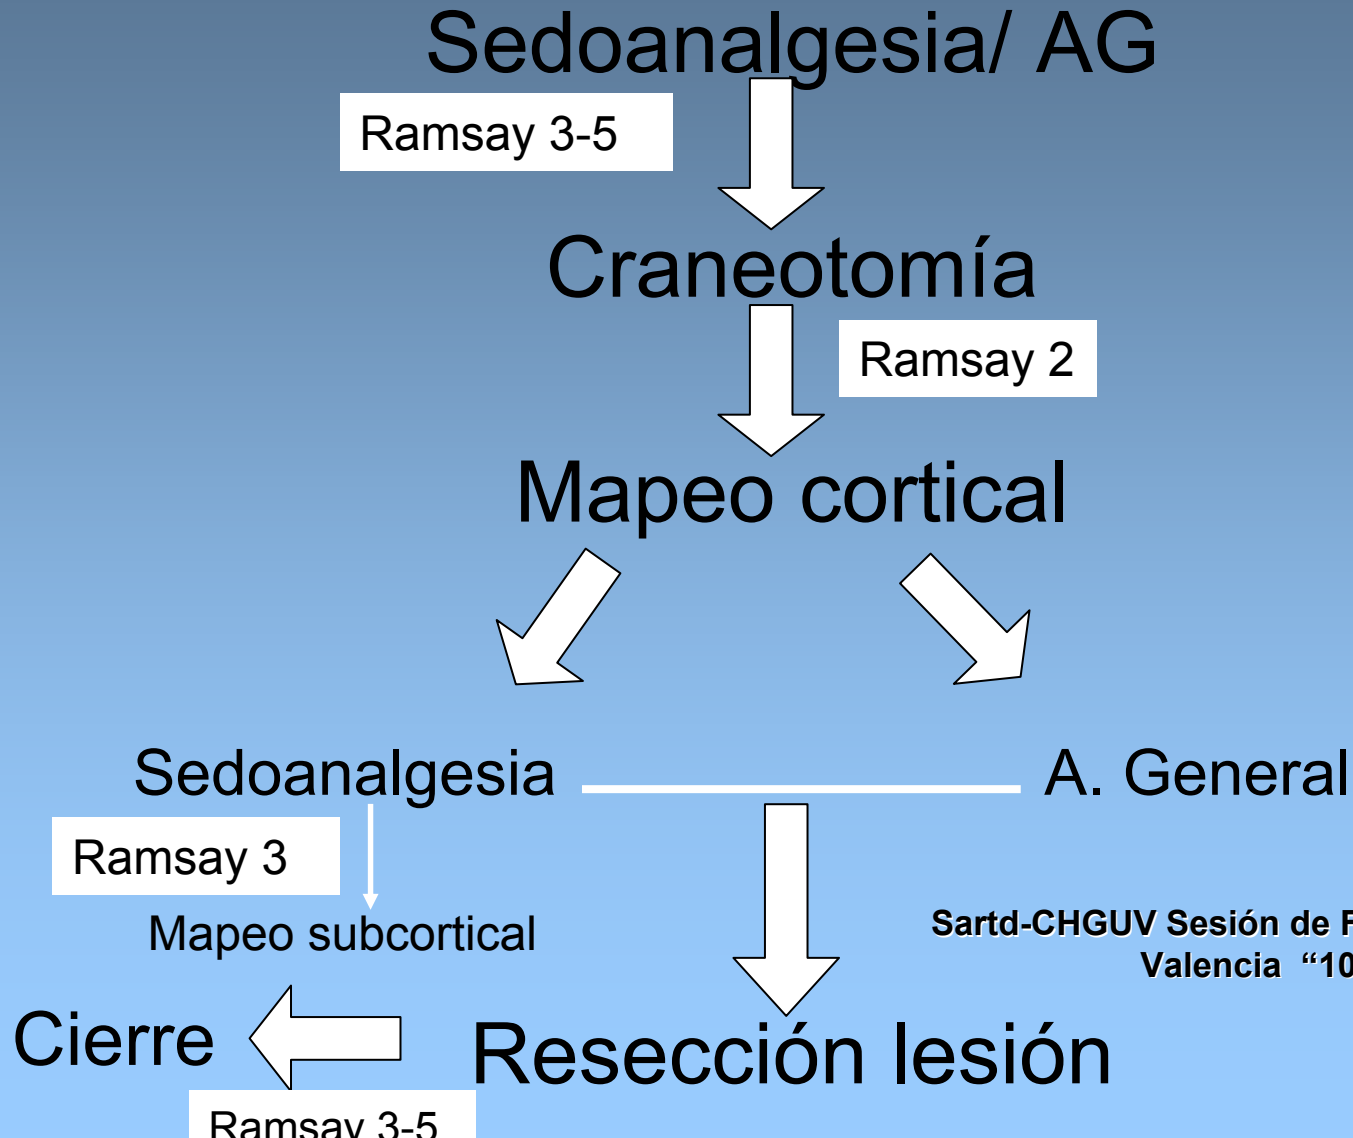 Sedoanalgesia/ AG
Ramsay 3-5
Craneotomía
Ramsay 2
Mapeo cortical
Sedoanalgesia
A. General
Ramsay 3
Mapeo subcortical
Sartd-CHGUV Sesión de F
Valencia “10
Cierre
Resección lesión
Ramsay 3-5